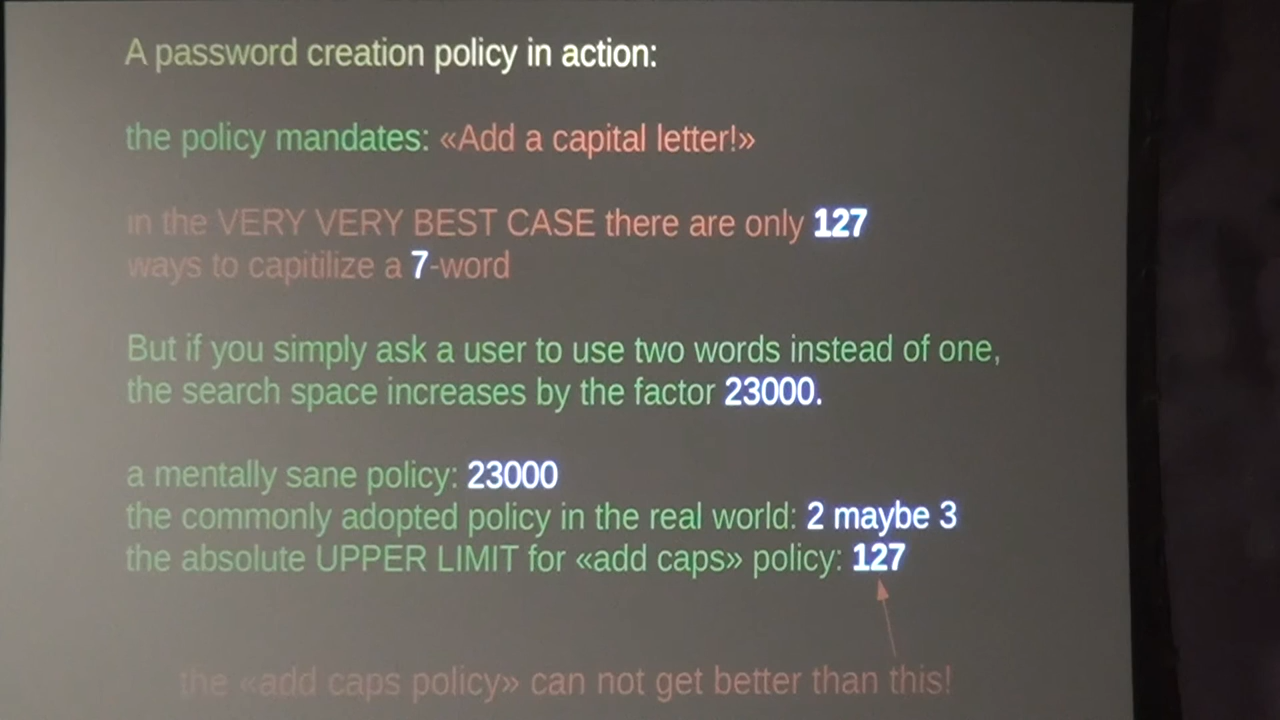 A password creation policy in action:
the policy mandates: «Add a capital letter!»
in the VERY VERY BEST CASE there are only 127
ways to capitilize a 7-word
But if you simply ask a user to use two words instead of one,
the search space increases by the factor 23000.
a mentally sane policy: 23000
the commonly adopted policy in the real world: 2 maybe 3
the absolute UPPER LIMIT for «add caps» policy: 127
the «add caps policy» can not get better than this!